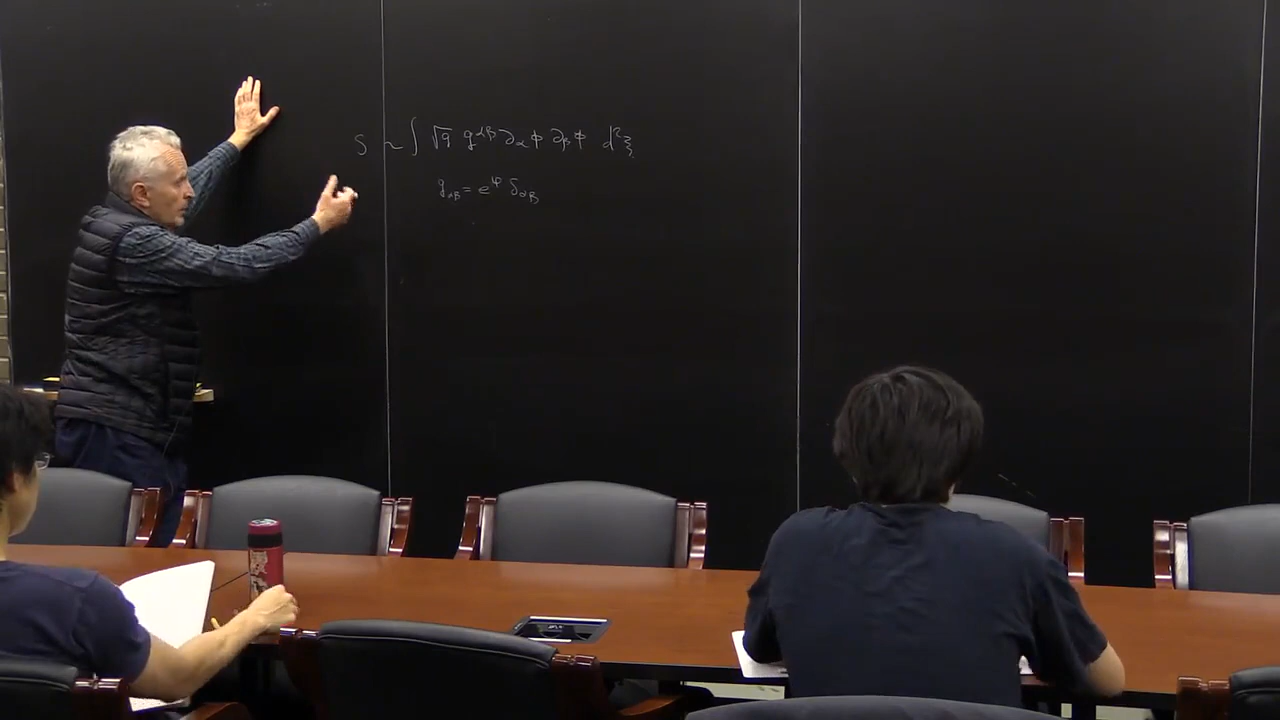 S ~ ∫ √g g^{αβ} ∂_α φ ∂_β φ d²ξ
g_{αβ} = e^φ δ_{αβ}